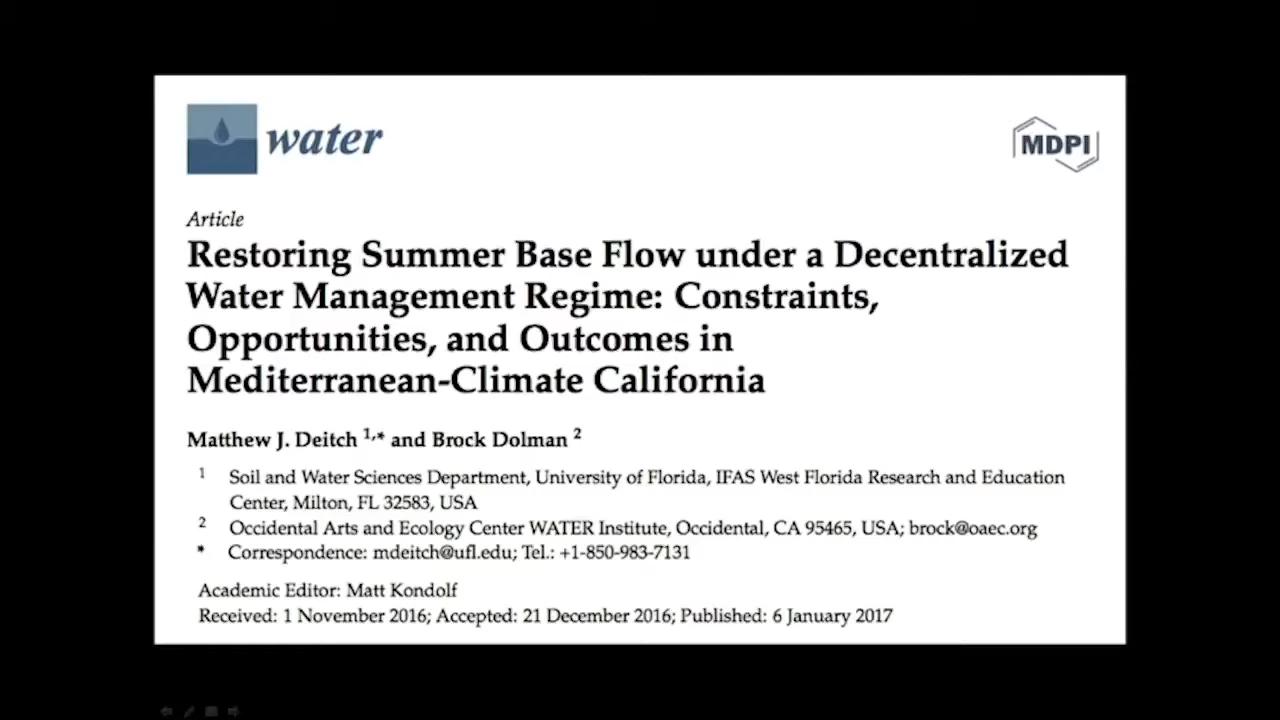 water
MDPI
Article
Restoring Summer Base Flow under a Decentralized
Water Management Regime: Constraints,
Opportunities, and Outcomes in
Mediterranean-Climate California
Matthew J. Deitch 1,* and Brock Dolman 2
1 Soil and Water Sciences Department, University of Florida, IFAS West Florida Research and Education
Center, Milton, FL 32583, USA
2 Occidental Arts and Ecology Center WATER Institute, Occidental, CA 95465, USA; brock@oaec.org
* Correspondence: mdeitch@ufl.edu; Tel.: +1-850-983-7131
Academic Editor: Matt Kondolf
Received: 1 November 2016; Accepted: 21 December 2016; Published: 6 January 2017